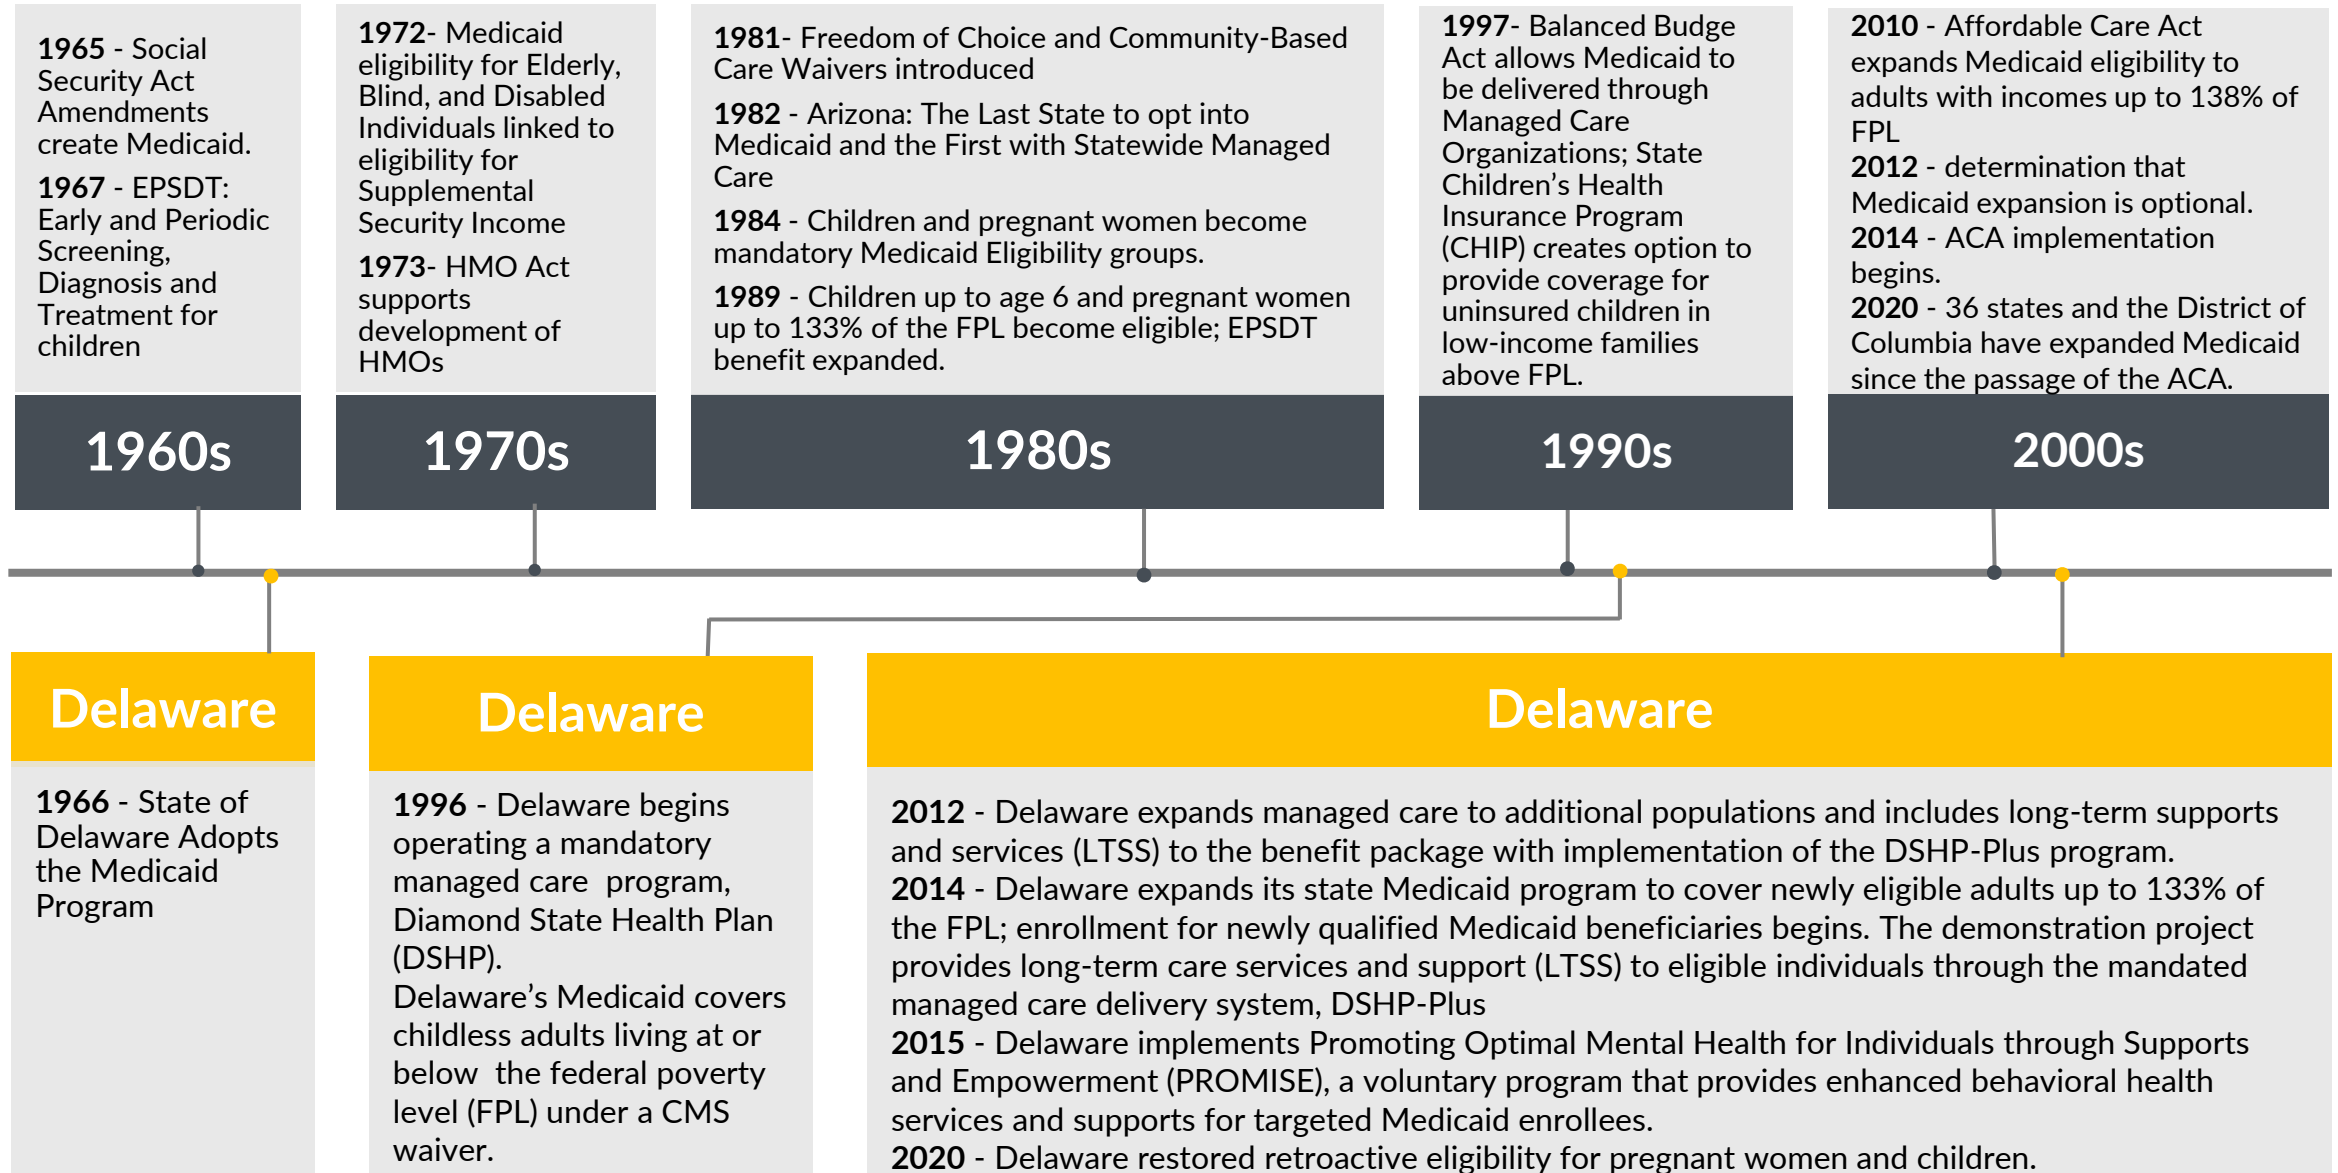 1965 - Social
Security Act
Amendments
create Medicaid.
1967 - EPSDT:
Early and Periodic
Screening,
Diagnosis and
Treatment for
children
1960s
1972- Medicaid
eligibility for Elderly,
Blind, and Disabled
Individuals linked to
eligibility for
Supplemental
Security Income
1973- HMO Act
supports
development of
HMOs
1970s
1981- Freedom of Choice and Community-Based
Care Waivers introduced
1982 - Arizona: The Last State to opt into
Medicaid and the First with Statewide Managed
Care
1984 - Children and pregnant women become
mandatory Medicaid Eligibility groups.
1989 - Children up to age 6 and pregnant women
up to 133% of the FPL become eligible; EPSDT
benefit expanded.
1980s
1997- Balanced Budge
Act allows Medicaid to
be delivered through
Managed Care
Organizations; State
Children’s Health
Insurance Program
(CHIP) creates option to
provide coverage for
uninsured children in
low-income families
above FPL.
1990s
2010 - Affordable Care Act
expands Medicaid eligibility to
adults with incomes up to 138% of
FPL
2012 - determination that
Medicaid expansion is optional.
2014 - ACA implementation
begins.
2020 - 36 states and the District of
Columbia have expanded Medicaid
since the passage of the ACA.
2000s
Delaware
1966 - State of
Delaware Adopts
the Medicaid
Program
Delaware
1996 - Delaware begins
operating a mandatory
managed care program,
Diamond State Health Plan
(DSHP).
Delaware’s Medicaid covers
childless adults living at or
below the federal poverty
level (FPL) under a CMS
waiver.
Delaware
2012 - Delaware expands managed care to additional populations and includes long-term supports
and services (LTSS) to the benefit package with implementation of the DSHP-Plus program.
2014 - Delaware expands its state Medicaid program to cover newly eligible adults up to 133% of
the FPL; enrollment for newly qualified Medicaid beneficiaries begins. The demonstration project
provides long-term care services and support (LTSS) to eligible individuals through the mandated
managed care delivery system, DSHP-Plus
2015 - Delaware implements Promoting Optimal Mental Health for Individuals through Supports
and Empowerment (PROMISE), a voluntary program that provides enhanced behavioral health
services and supports for targeted Medicaid enrollees.
2020 - Delaware restored retroactive eligibility for pregnant women and children.